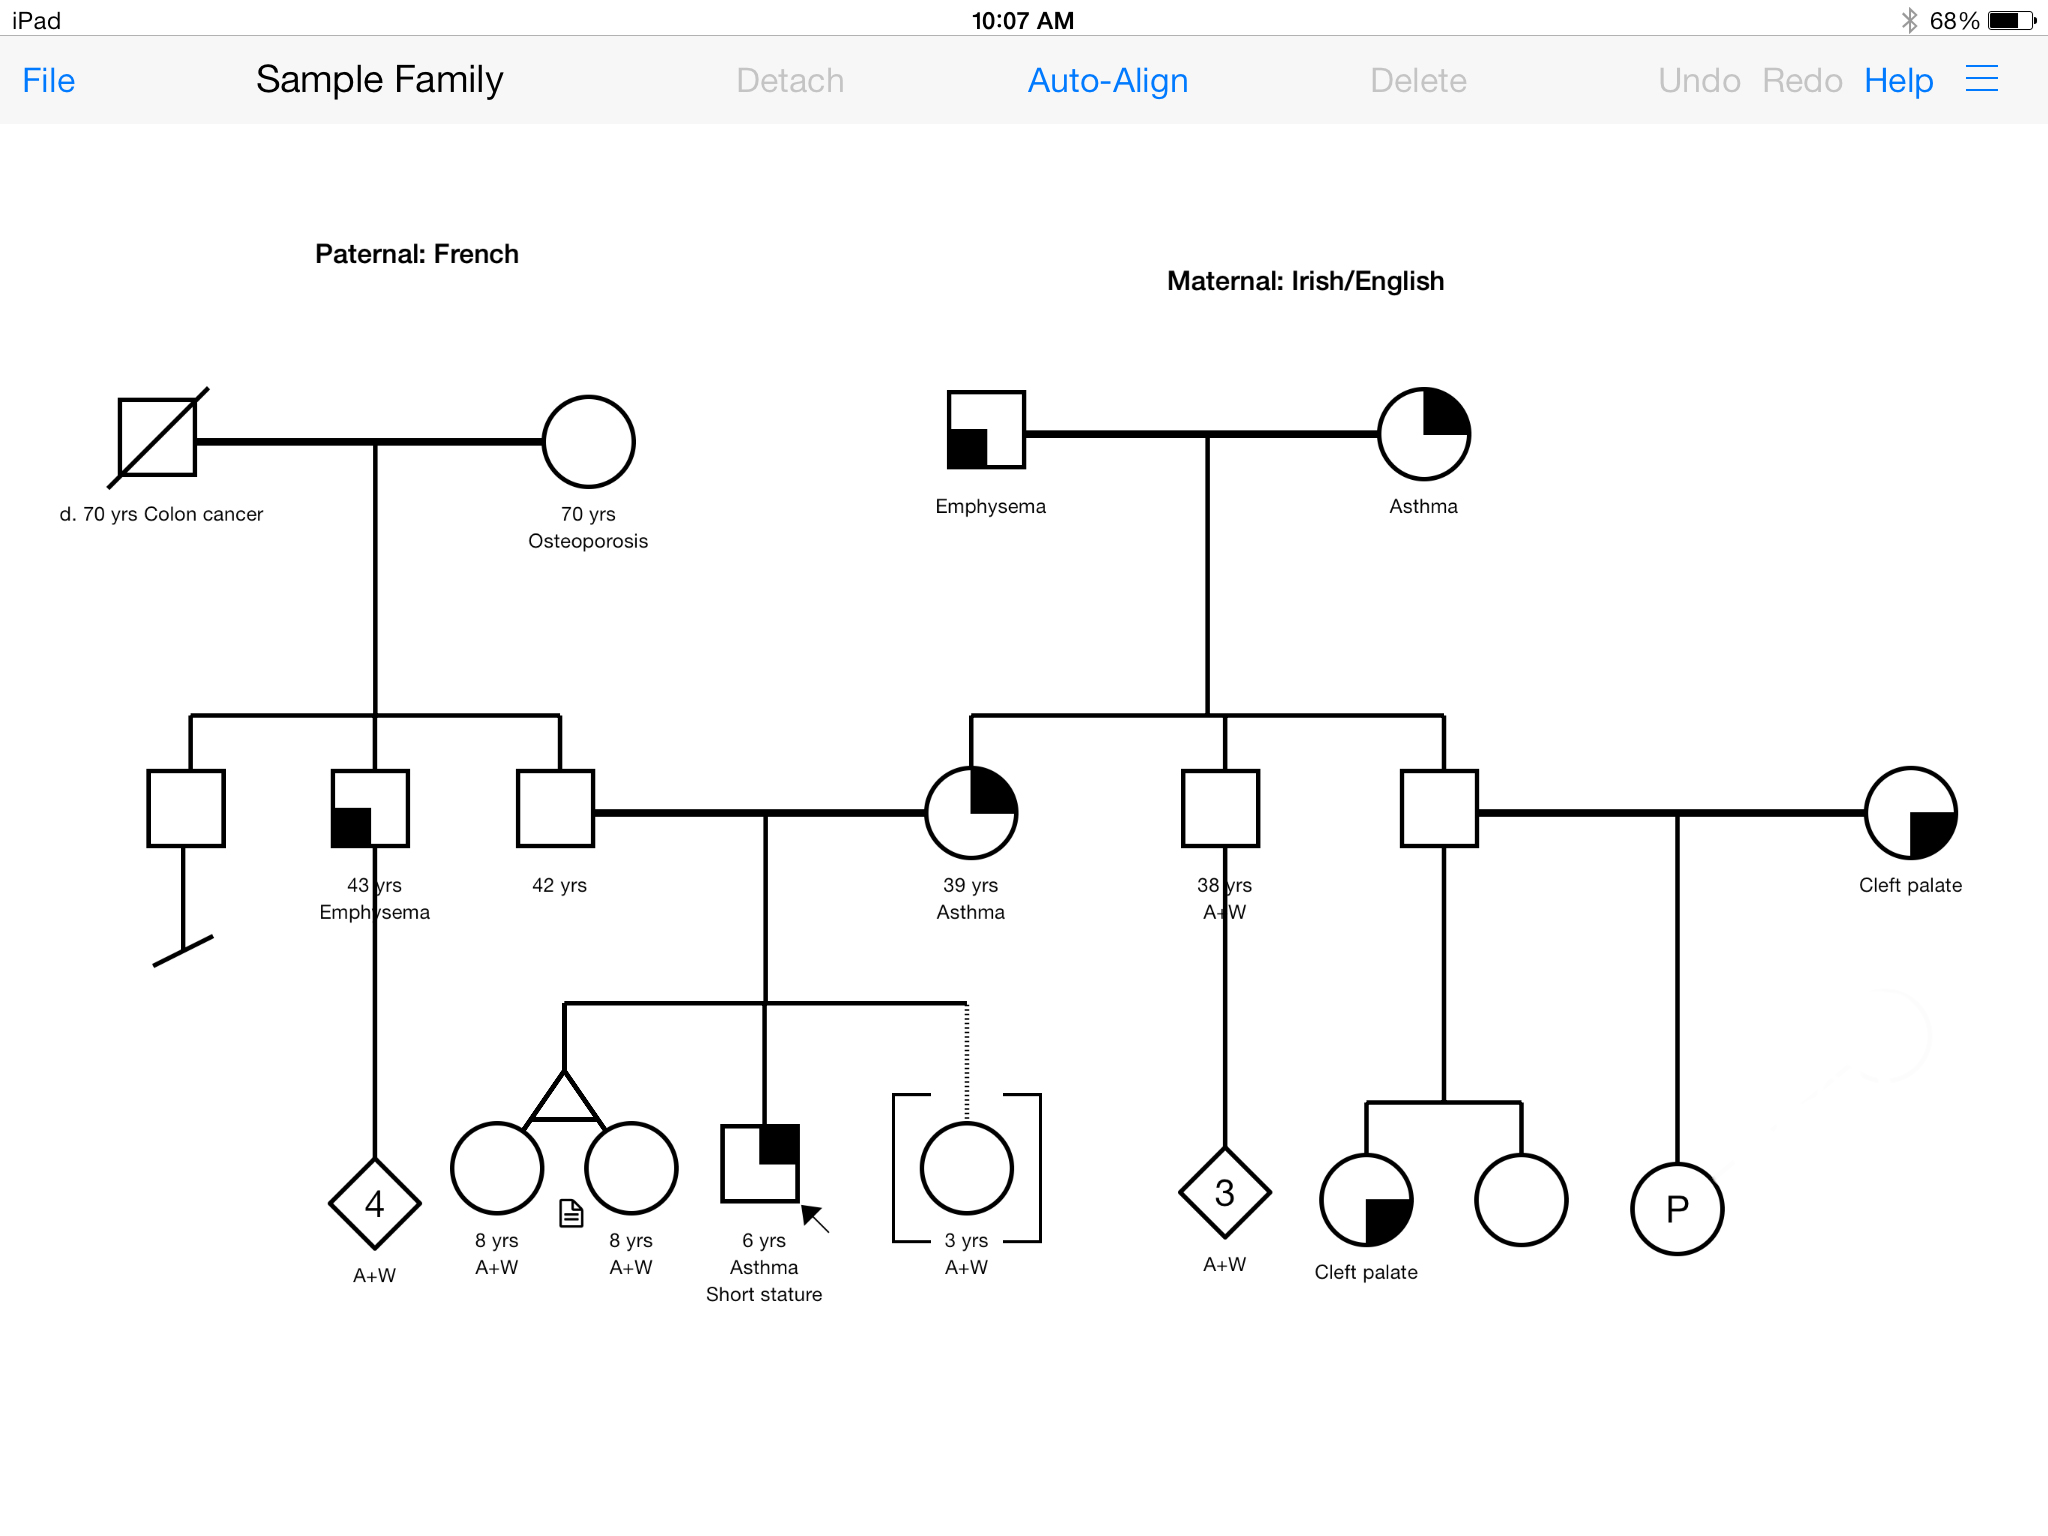 iPad 10:07 AM 68%
File Sample Family Detach Auto-Align Delete Undo Redo Help
Paternal: French
Maternal: Irish/English
d. 70 yrs Colon cancer
70 yrs
Osteoporosis
Emphysema
Asthma
43 yrs
Emphysema
42 yrs
39 yrs
Asthma
38 yrs
A+W
Cleft palate
4
A+W
8 yrs
A+W
8 yrs
A+W
6 yrs
Asthma
Short stature
3 yrs
A+W
3
A+W
Cleft palate
P